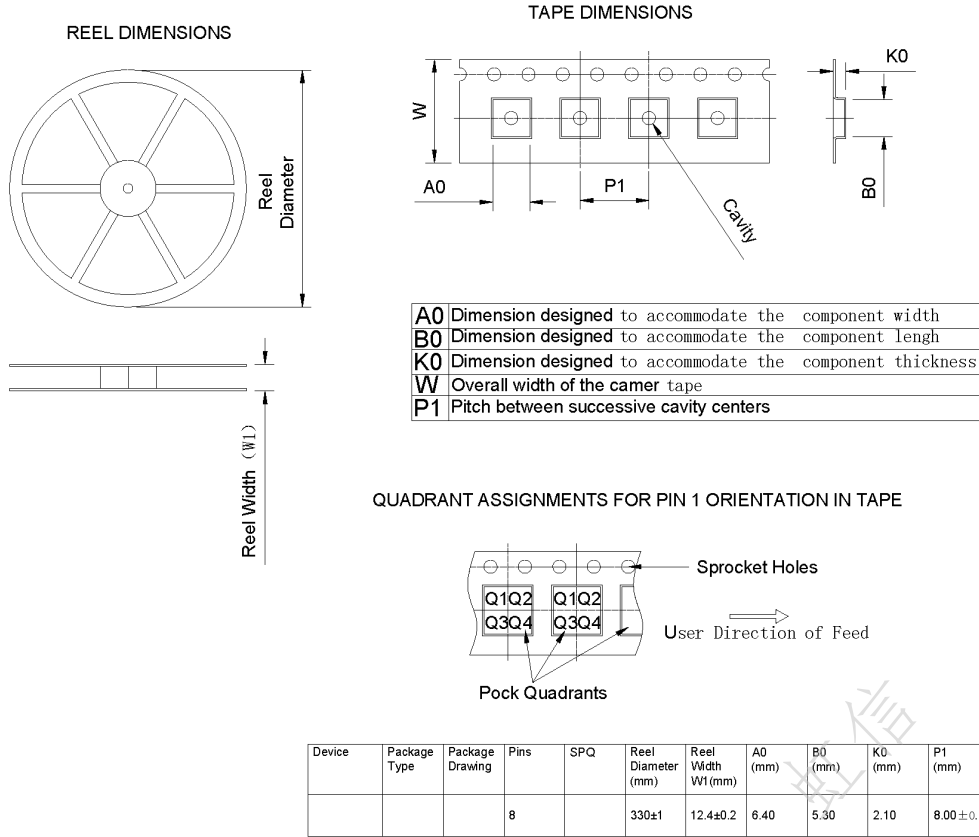 REEL DIMENSIONS
TAPE DIMENSIONS
Reel
Diameter
W
A0
P1
K0
B0
Cavity
Reel Width (W1)
A0 Dimension designed to accommodate the component width
B0 Dimension designed to accommodate the component lengh
K0 Dimension designed to accommodate the component thickness
W Overall width of the camer tape
P1 Pitch between successive cavity centers
QUADRANT ASSIGNMENTS FOR PIN 1 ORIENTATION IN TAPE
Sprocket Holes
Q1 Q2 Q1 Q2
Q3 Q4 Q3 Q4
User Direction of Feed
Pock Quadrants
虹信
Device Package Type Package Drawing Pins SPQ Reel Diameter (mm) Reel Width W1(mm) A0 (mm) B0 (mm) K0 (mm) P1 (mm)
8 330±1 12.4±0.2 6.40 5.30 2.10 8.00±